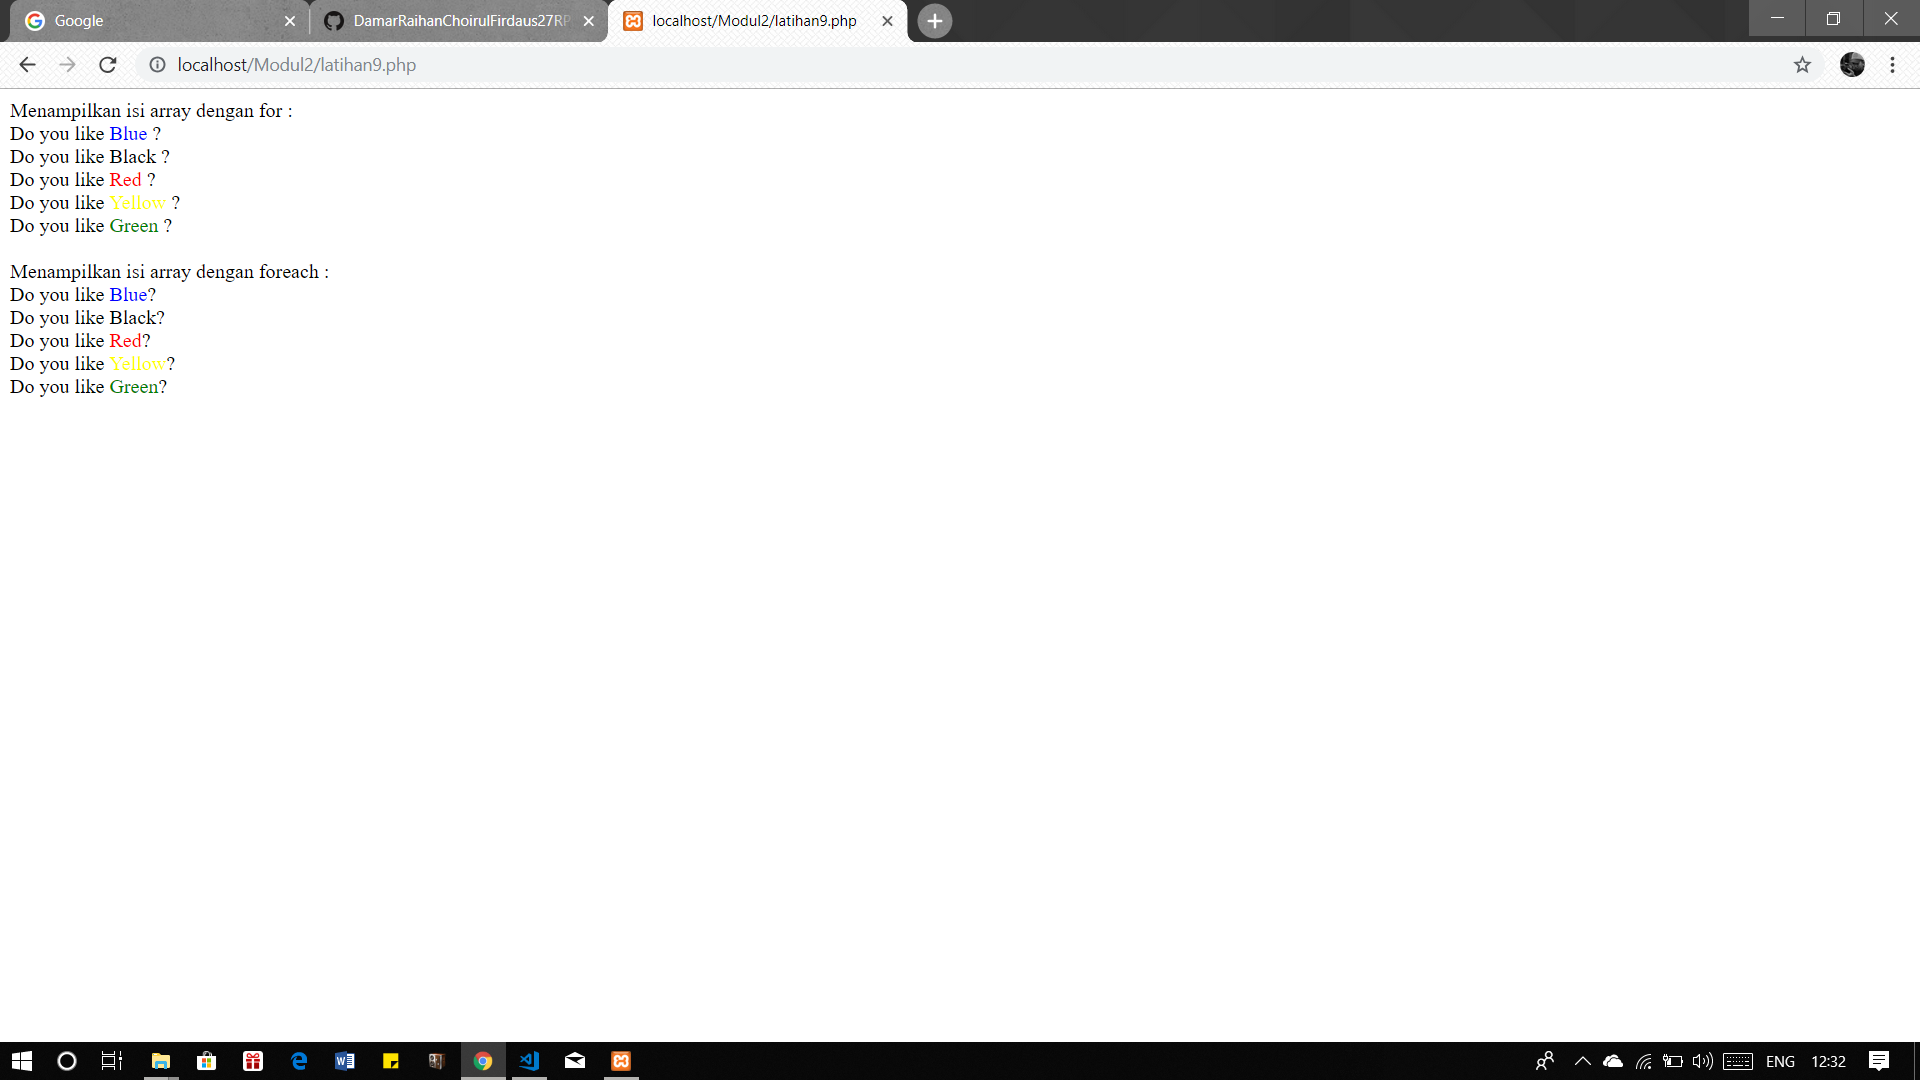 Google
DamarRaihanChoirulFirdaus27RP
localhost/Modul2/latihan9.php
localhost/Modul2/latihan9.php
Menampilkan isi array dengan for :
Do you like Blue ?
Do you like Black ?
Do you like Red ?
Do you like Yellow ?
Do you like Green ?
Menampilkan isi array dengan foreach :
Do you like Blue?
Do you like Black?
Do you like Red?
Do you like Yellow?
Do you like Green?
ENG
12:32